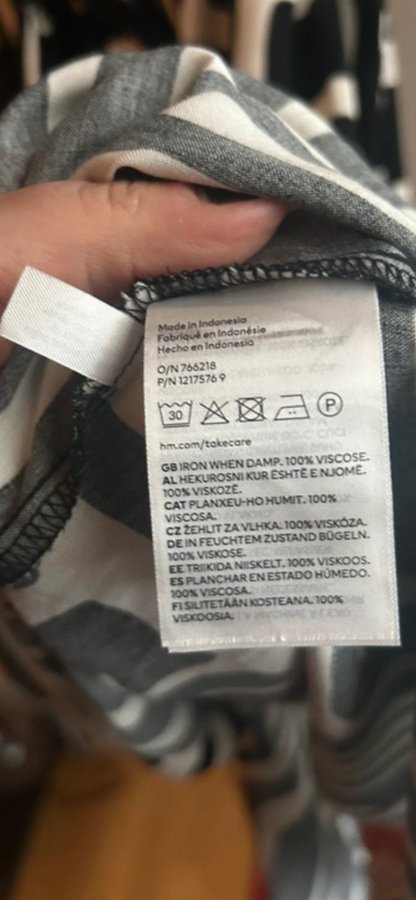 Made in Indonesia
Fabriqué en Indonésie
Hecho en Indonesia
O/N 766218
P/N 1217576 9
30
P
hm.com/takecare
GB IRON WHEN DAMP. 100% VISCOSE.
AL HEKUROSNI KUR ËSHTË E NJOMË.
100% VISKOZË.
CAT PLANXEU-HO HUMIT. 100%
VISCOSA.
CZ ŽEHLIT ZA VLHKA. 100% VISKÓZA.
DE IN FEUCHTEM ZUSTAND BÜGELN.
100% VISKOSE.
EE TRIIKIDA NIISKELT. 100% VISKOOS.
ES PLANCHAR EN ESTADO HÚMEDO.
100% VISCOSA.
FI SILITETÄÄN KOSTEANA. 100%
VISKOOSIA.